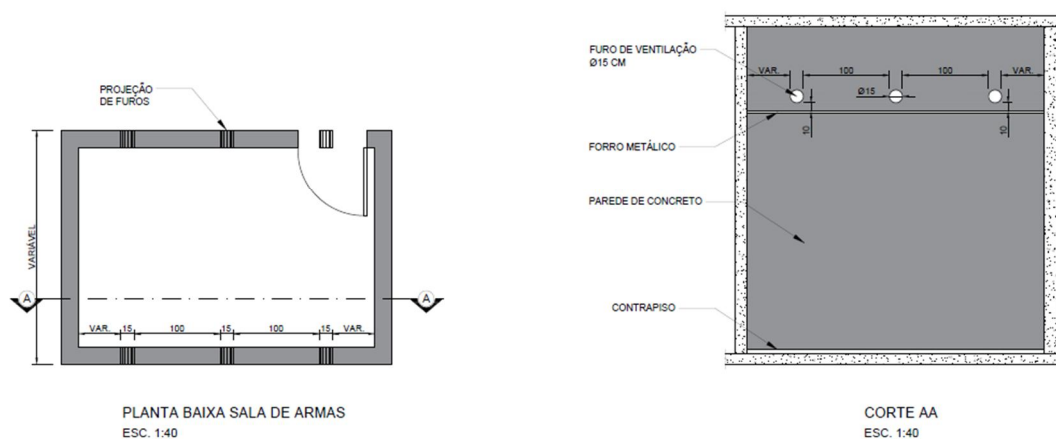 PROJEÇÃO
DE FUROS
VARIÁVEL
A
A
VAR.
15
100
15
100
15
VAR.
PLANTA BAIXA SALA DE ARMAS
ESC. 1:40
FURO DE VENTILAÇÃO
Ø15 CM
VAR.
100
100
VAR.
Ø15
10
10
FORRO METÁLICO
PAREDE DE CONCRETO
CONTRAPISO
CORTE AA
ESC. 1:40